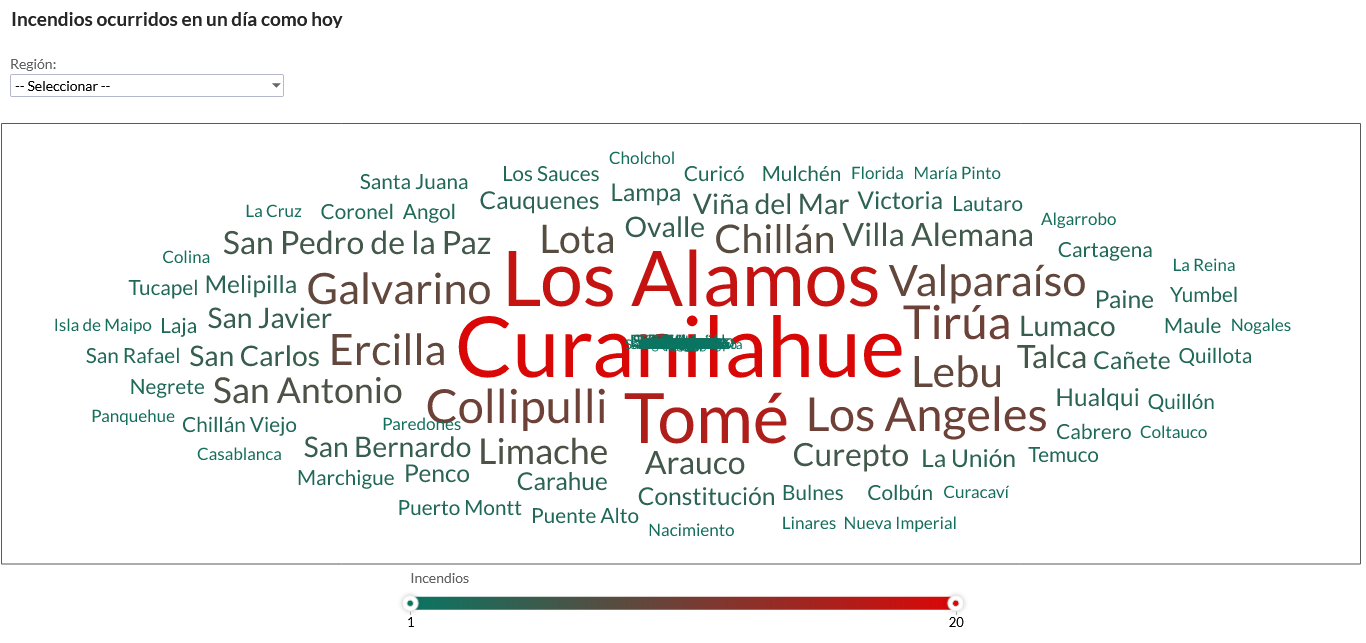 Incendios ocurridos en un día como hoy
Región:
-- Seleccionar --
Cholchol
Los Sauces Curicó Mulchén Florida María Pinto
Santa Juana Cauquenes Lampa Viña del Mar Victoria Lautaro
La Cruz Coronel Angol Ovalle Algarrobo
San Pedro de la Paz Lota Chillán Villa Alemana Cartagena
Colina La Reina
Tucapel Melipilla Galvarino Los Alamos Valparaíso Paine Yumbel
Isla de Maipo Laja San Javier Tirúa Lumaco Maule Nogales
San Rafael San Carlos Ercilla Curanilahue Talca Cañete Quillota
Negrete San Antonio Lebu Hualqui Quillón
Panquehue Chillán Viejo Paredones Collipulli Tomé Los Angeles Cabrero Coltauco
Casablanca San Bernardo Limache Arauco Curepto La Unión Temuco
Marchigue Penco Carahue Constitución Bulnes Colbún Curacaví
Puerto Montt Puente Alto Nacimiento Linares Nueva Imperial
Incendios
1 20